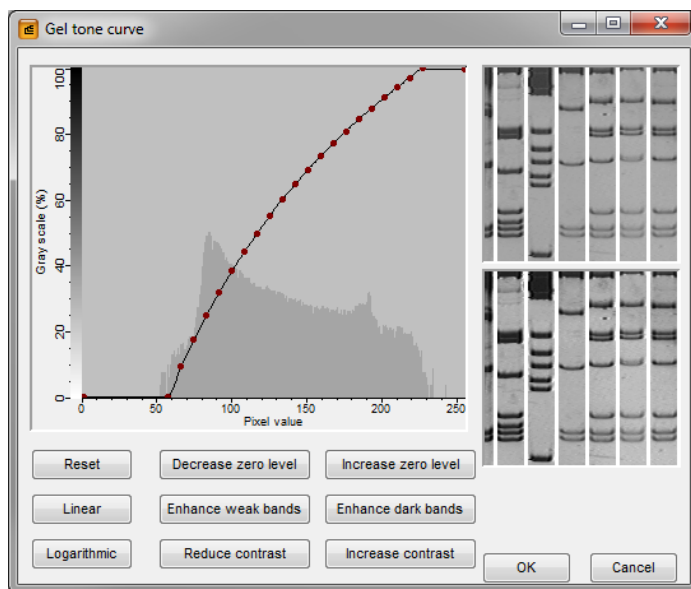 Gel tone curve
100
80
60
40
20
0
Gray scale (%)
0
50
100
150
200
250
Pixel value
Reset
Decrease zero level
Increase zero level
Linear
Enhance weak bands
Enhance dark bands
Logarithmic
Reduce contrast
Increase contrast
OK
Cancel